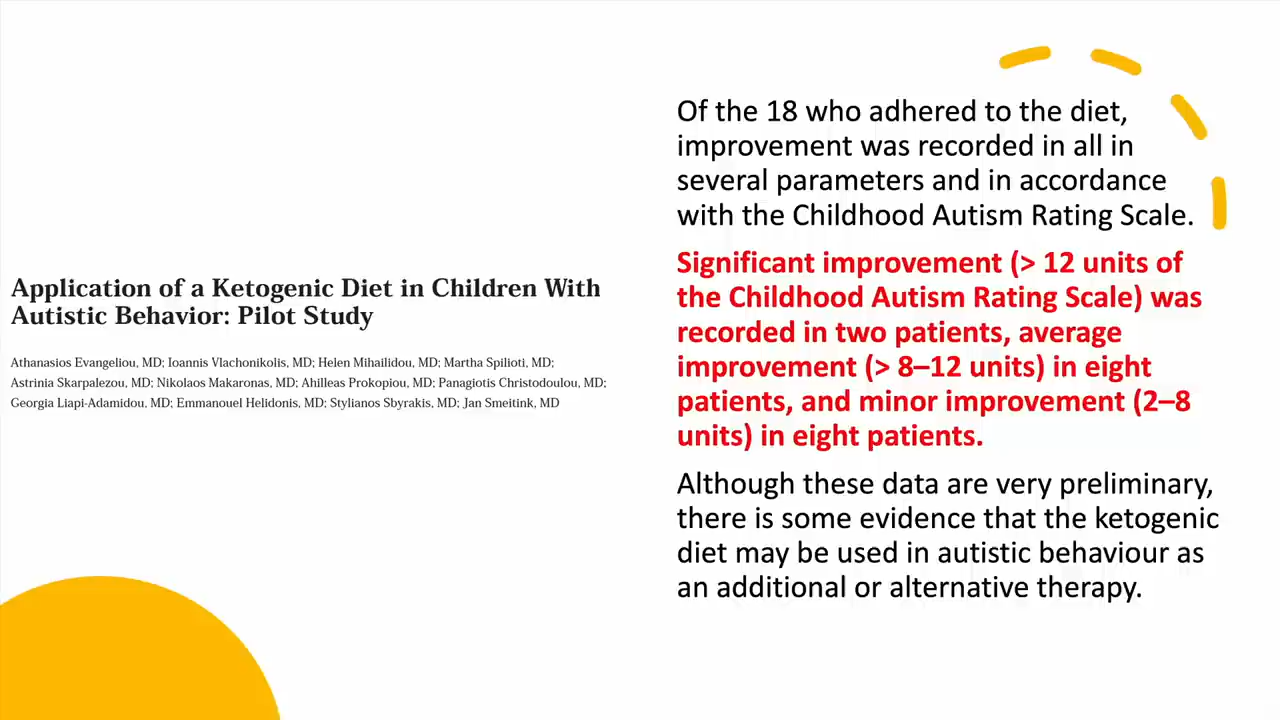 Application of a Ketogenic Diet in Children With
Autistic Behavior: Pilot Study
Athanasios Evangeliou, MD; Ioannis Vlachonikolis, MD; Helen Mihailidou, MD; Martha Spilioti, MD;
Astrinia Skarpalezou, MD; Nikolaos Makaronas, MD; Ahilleas Prokopiou, MD; Panagiotis Christodoulou, MD;
Georgia Liapi-Adamidou, MD; Emmanouel Helidonis, MD; Stylianos Sbyrakis, MD; Jan Smeitink, MD
Of the 18 who adhered to the diet,
improvement was recorded in all in
several parameters and in accordance
with the Childhood Autism Rating Scale.
Significant improvement (> 12 units of
the Childhood Autism Rating Scale) was
recorded in two patients, average
improvement (> 8–12 units) in eight
patients, and minor improvement (2–8
units) in eight patients.
Although these data are very preliminary,
there is some evidence that the ketogenic
diet may be used in autistic behaviour as
an additional or alternative therapy.